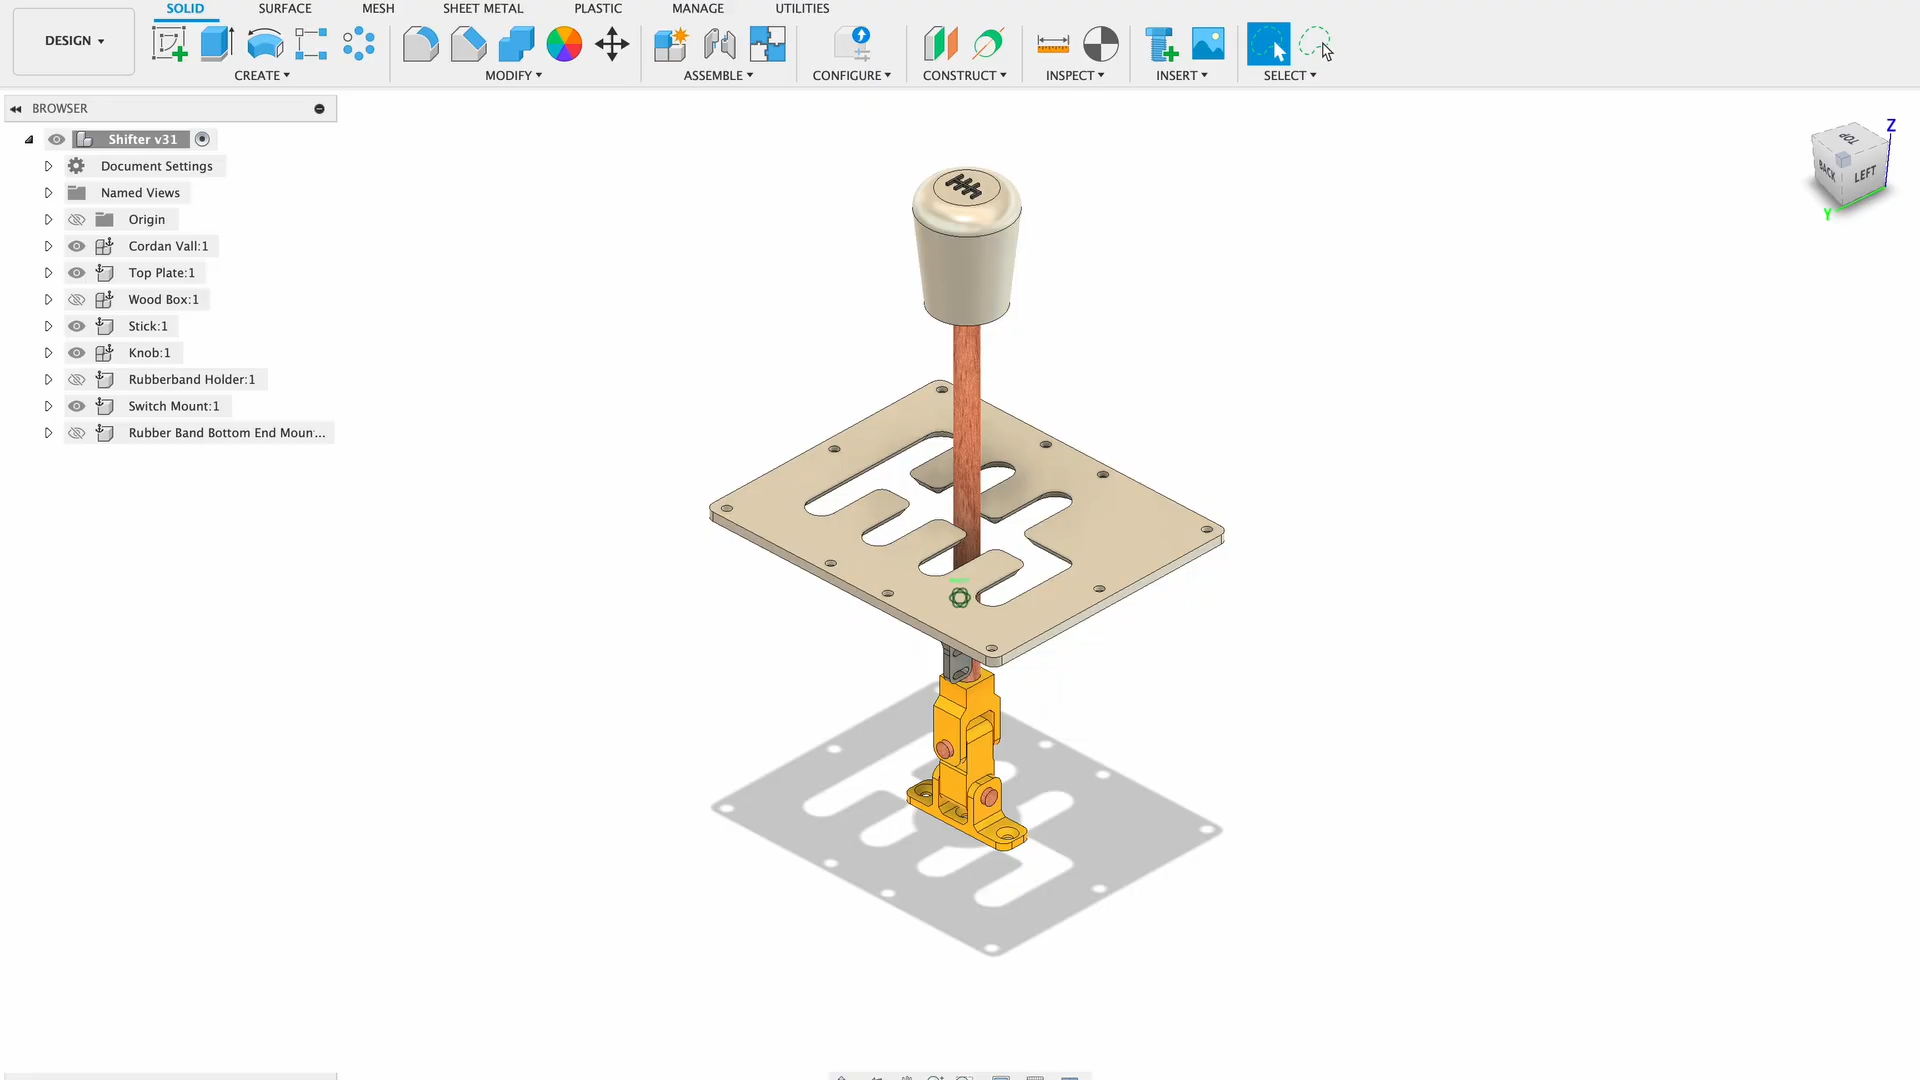 SOLID SURFACE MESH SHEET METAL PLASTIC MANAGE UTILITIES
DESIGN
CREATE MODIFY ASSEMBLE CONFIGURE CONSTRUCT INSPECT INSERT SELECT
BROWSER
Shifter v31
Document Settings
Named Views
Origin
Cordan Vall:1
Top Plate:1
Wood Box:1
Stick:1
Knob:1
Rubberband Holder:1
Switch Mount:1
Rubber Band Bottom End Moun...
TOP
BACK
LEFT
Z
Y